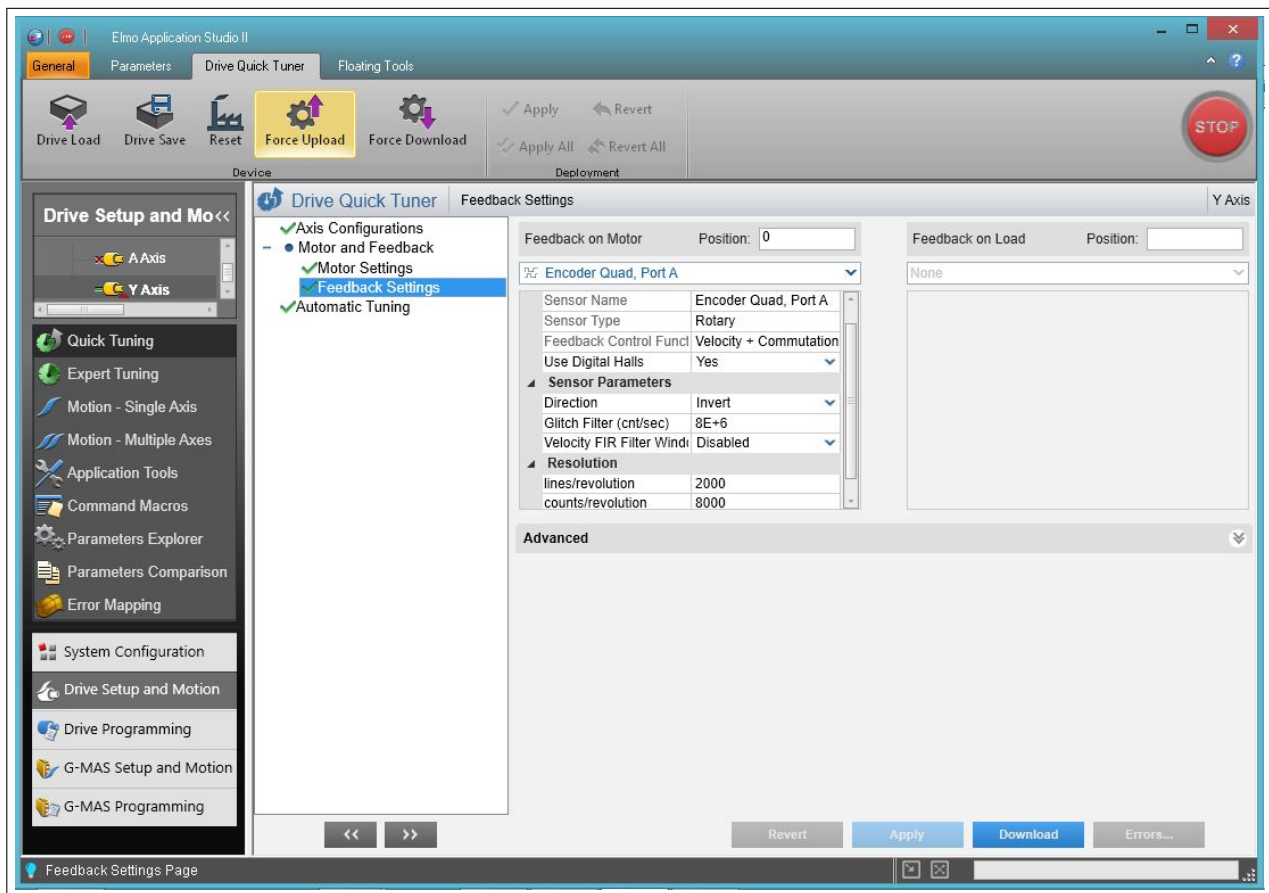 Elmo Application Studio II
General Parameters Drive Quick Tuner Floating Tools
Drive Load Drive Save Reset Force Upload Force Download
Apply Revert
Apply All Revert All
Device Deployment
STOP
Drive Setup and Mo<<
A Axis
Y Axis
Quick Tuning
Expert Tuning
Motion - Single Axis
Motion - Multiple Axes
Application Tools
Command Macros
Parameters Explorer
Parameters Comparison
Error Mapping
System Configuration
Drive Setup and Motion
Drive Programming
G-MAS Setup and Motion
G-MAS Programming
Drive Quick Tuner Feedback Settings Y Axis
Axis Configurations
Motor and Feedback
Motor Settings
Feedback Settings
Automatic Tuning
<< >>
Feedback on Motor Position: 0
Encoder Quad, Port A
Sensor Name Encoder Quad, Port A
Sensor Type Rotary
Feedback Control Funct Velocity + Commutation
Use Digital Halls Yes
Sensor Parameters
Direction Invert
Glitch Filter (cnt/sec) 8E+6
Velocity FIR Filter Windo Disabled
Resolution
lines/revolution 2000
counts/revolution 8000
Feedback on Load Position:
None
Advanced
Revert Apply Download Errors...
Feedback Settings Page